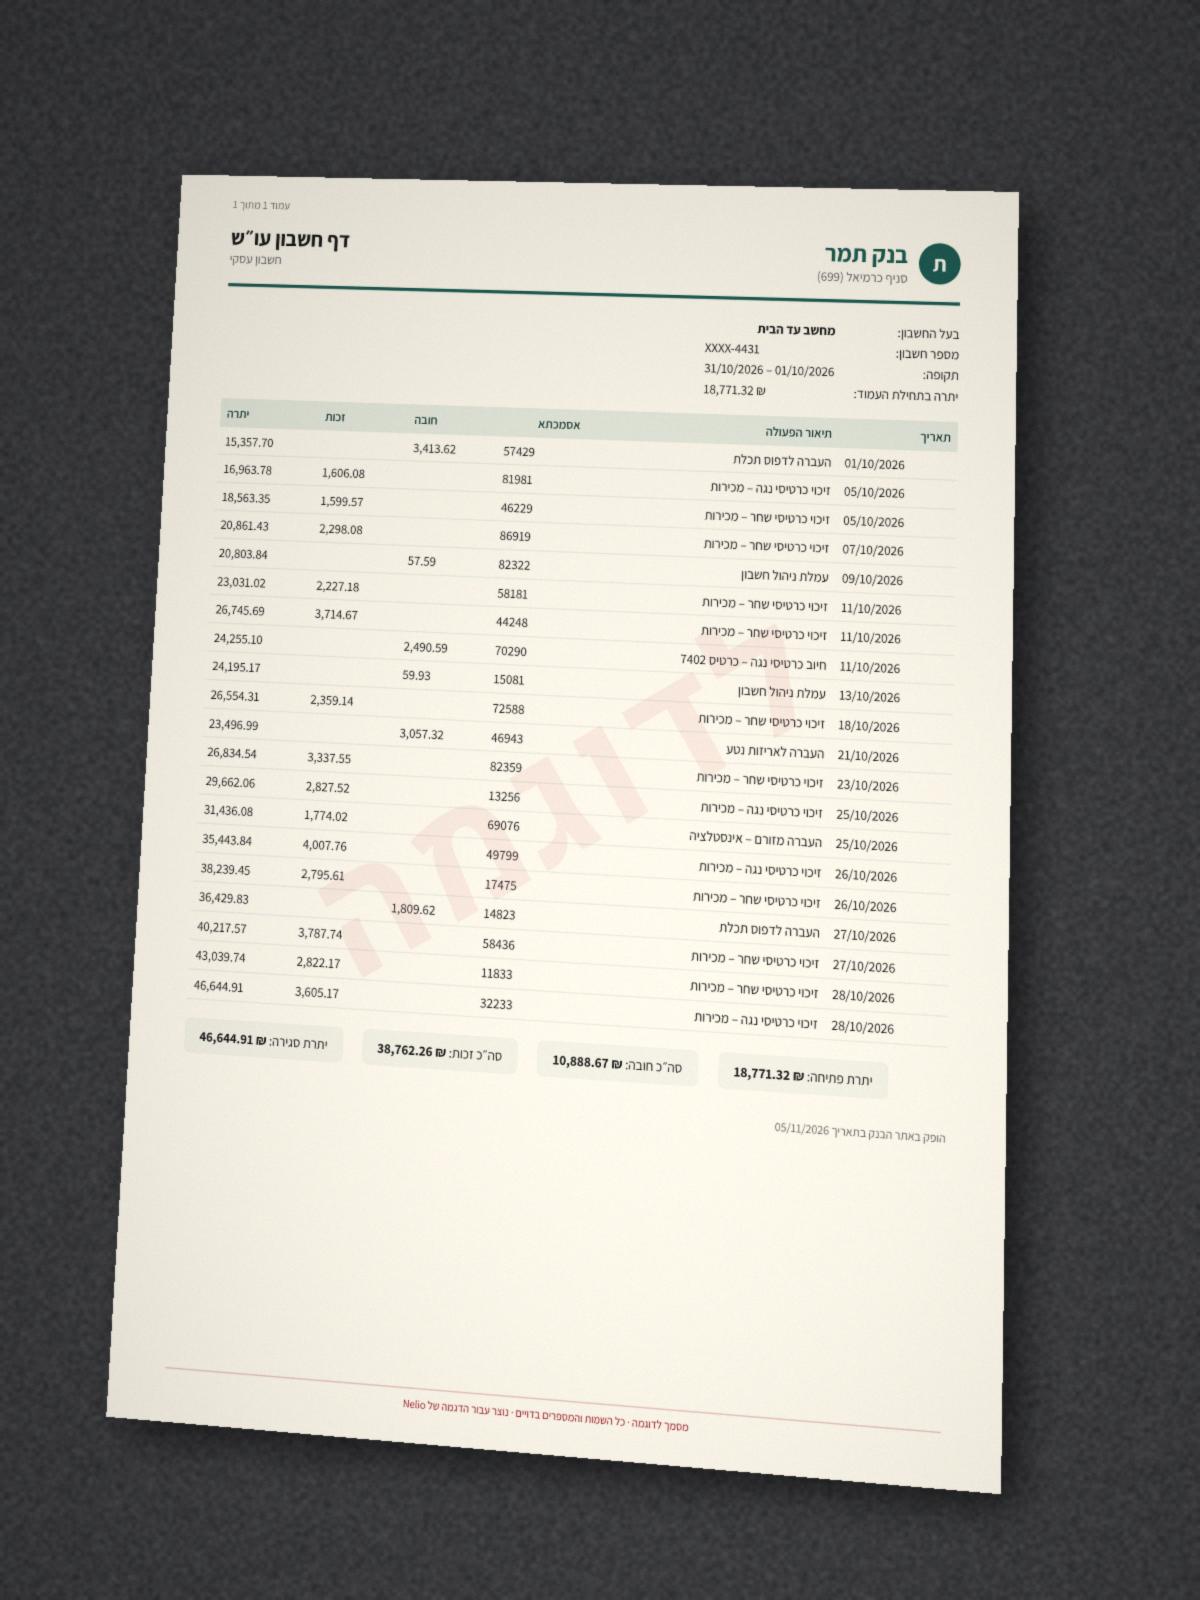 עמוד 1 מתוך 1
ת
בנק תמר
סניף כרמיאל (699)
דף חשבון עו״ש
חשבון עסקי
בעל החשבון: מחשב עד הבית
מספר חשבון: XXXX-4431
תקופה: 01/10/2026 – 31/10/2026
יתרה בתחילת העמוד: ₪ 18,771.32
תאריך תיאור הפעולה אסמכתא חובה זכות יתרה
01/10/2026 העברה לדפוס תכלת 57429 3,413.62 15,357.70
05/10/2026 זיכוי כרטיסי נגה – מכירות 81981 1,606.08 16,963.78
05/10/2026 זיכוי כרטיסי שחר – מכירות 46229 1,599.57 18,563.35
07/10/2026 זיכוי כרטיסי שחר – מכירות 86919 2,298.08 20,861.43
09/10/2026 עמלת ניהול חשבון 82322 57.59 20,803.84
11/10/2026 זיכוי כרטיסי שחר – מכירות 58181 2,227.18 23,031.02
11/10/2026 זיכוי כרטיסי שחר – מכירות 44248 3,714.67 26,745.69
11/10/2026 חיוב כרטיסי נגה – כרטיס 7402 70290 2,490.59 24,255.10
13/10/2026 עמלת ניהול חשבון 15081 59.93 24,195.17
18/10/2026 זיכוי כרטיסי שחר – מכירות 72588 2,359.14 26,554.31
21/10/2026 העברה לאריזות נטע 46943 3,057.32 23,496.99
23/10/2026 זיכוי כרטיסי שחר – מכירות 82359 3,337.55 26,834.54
25/10/2026 זיכוי כרטיסי נגה – מכירות 13256 2,827.52 29,662.06
25/10/2026 העברה מזורם – אינסטלציה 69076 1,774.02 31,436.08
26/10/2026 זיכוי כרטיסי נגה – מכירות 49799 4,007.76 35,443.84
26/10/2026 זיכוי כרטיסי שחר – מכירות 17475 2,795.61 38,239.45
27/10/2026 העברה לדפוס תכלת 14823 1,809.62 36,429.83
27/10/2026 זיכוי כרטיסי שחר – מכירות 58436 3,787.74 40,217.57
28/10/2026 זיכוי כרטיסי שחר – מכירות 11833 2,822.17 43,039.74
28/10/2026 זיכוי כרטיסי נגה – מכירות 32233 3,605.17 46,644.91
יתרת פתיחה: ₪ 18,771.32 סה״כ חובה: ₪ 10,888.67 סה״כ זכות: ₪ 38,762.26 יתרת סגירה: ₪ 46,644.91
הופק באתר הבנק בתאריך 05/11/2026
לדוגמה
מסמך לדוגמה · כל השמות והמספרים בדויים · נוצר עבור הדגמה של Nelio